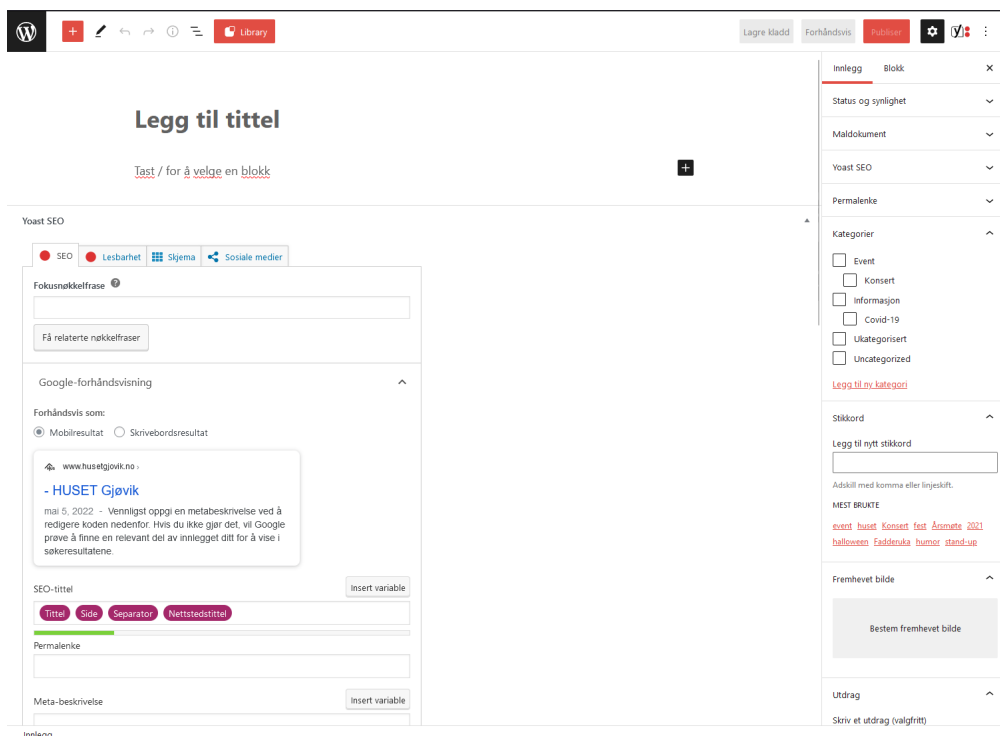 Library
Lagre kladd
Forhåndsvis
Publiser
Legg til tittel
Tast / for å velge en blokk
Yoast SEO
SEO
Lesbarhet
Skjema
Sosiale medier
Fokusnøkkelfrase
Få relaterte nøkkelfraser
Google-forhåndsvisning
Forhåndsvis som:
Mobilresultat
Skrivebordsresultat
www.husetgjovik.no ›
- HUSET Gjøvik
mai 5, 2022 - Vennligst oppgi en metabeskrivelse ved å
redigere koden nedenfor. Hvis du ikke gjør det, vil Google
prøve å finne en relevant del av innlegget ditt for å vise i
søkeresultatene.
SEO-tittel
Insert variable
Tittel
Side
Separator
Nettstedstittel
Permalenke
Meta-beskrivelse
Insert variable
Innlegg
Innlegg
Blokk
Status og synlighet
Maldokument
Yoast SEO
Permalenke
Kategorier
Event
Konsert
Informasjon
Covid-19
Ukategorisert
Uncategorized
Legg til ny kategori
Stikkord
Legg til nytt stikkord
Adskill med komma eller linjeskift.
MEST BRUKTE
event huset Konsert fest Årsmøte 2021
halloween Fadderuka humor stand-up
Fremhevet bilde
Bestem fremhevet bilde
Utdrag
Skriv et utdrag (valgfritt)